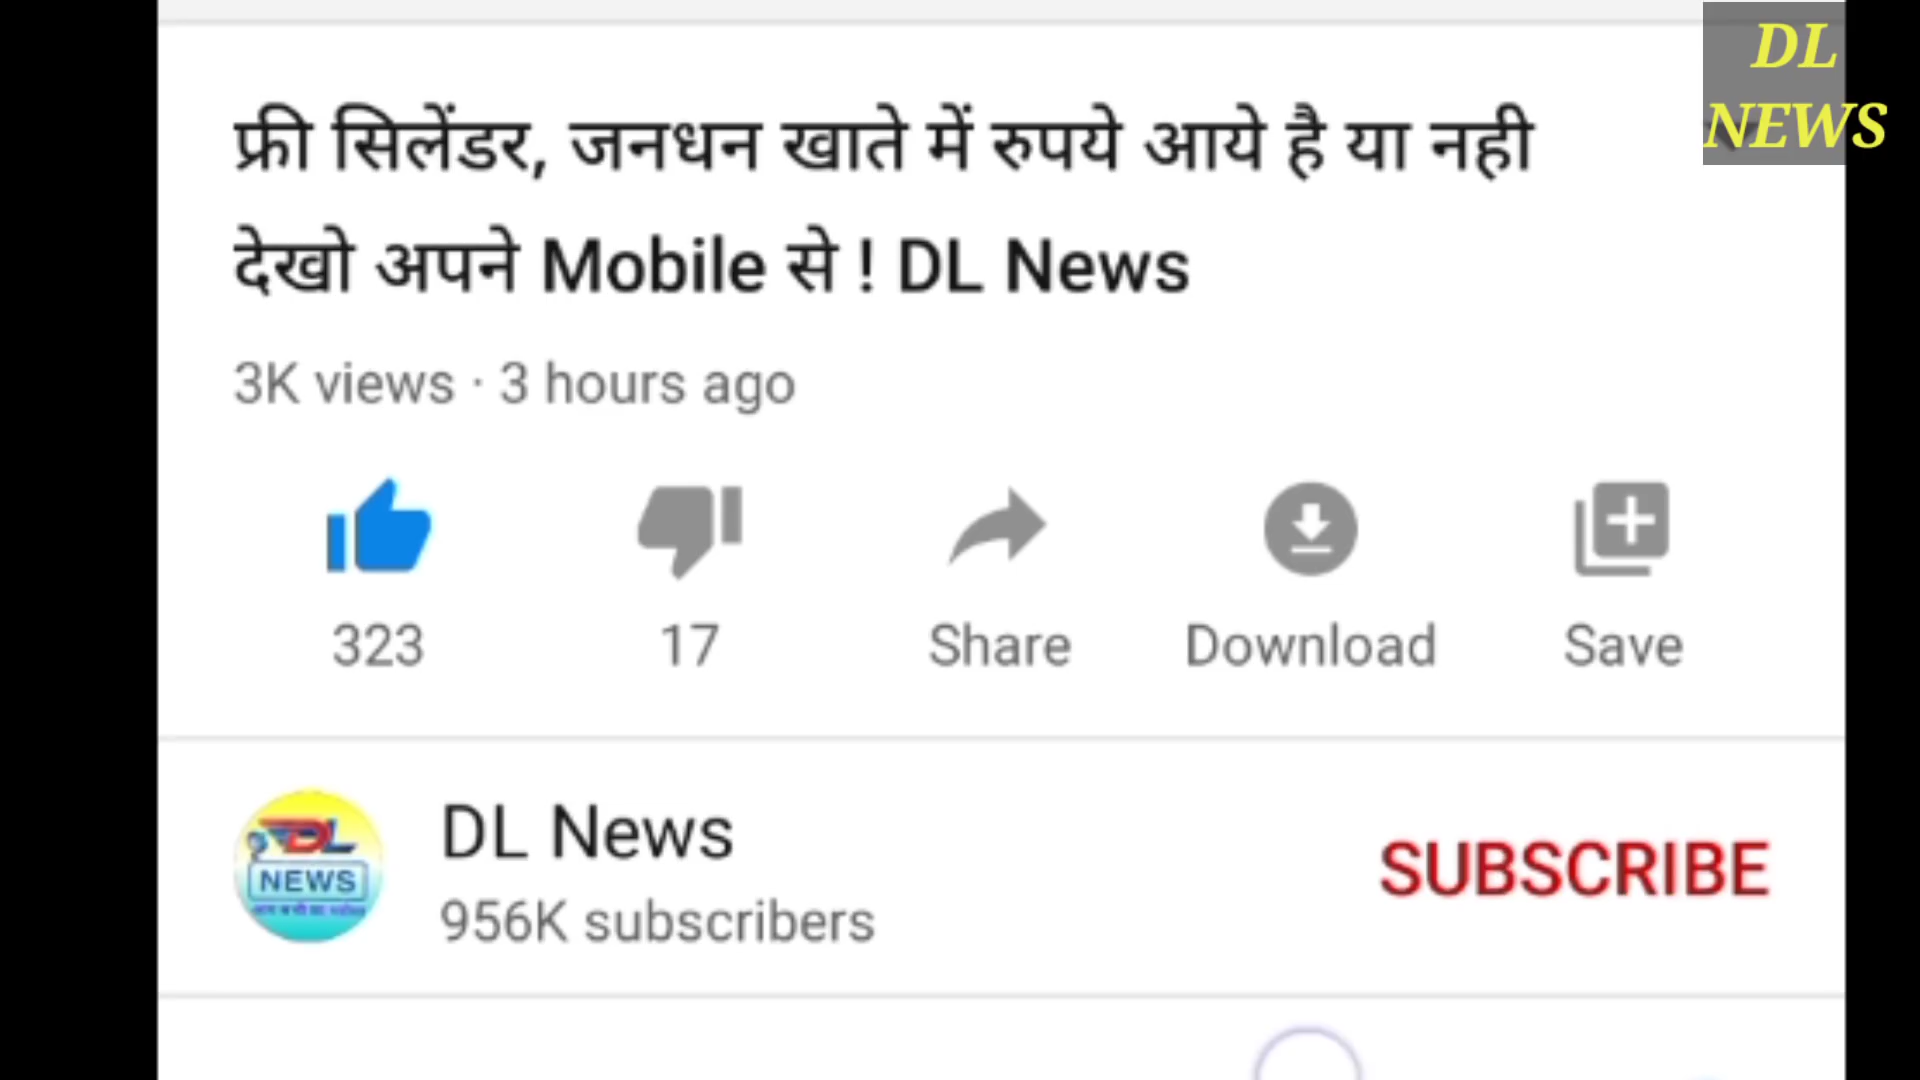 DL
NEWS
फ्री सिलेंडर, जनधन खाते में रुपये आये है या नही
देखो अपने Mobile से ! DL News
3K views · 3 hours ago
323 17 Share Download Save
DL
NEWS
DL News
956K subscribers
SUBSCRIBE